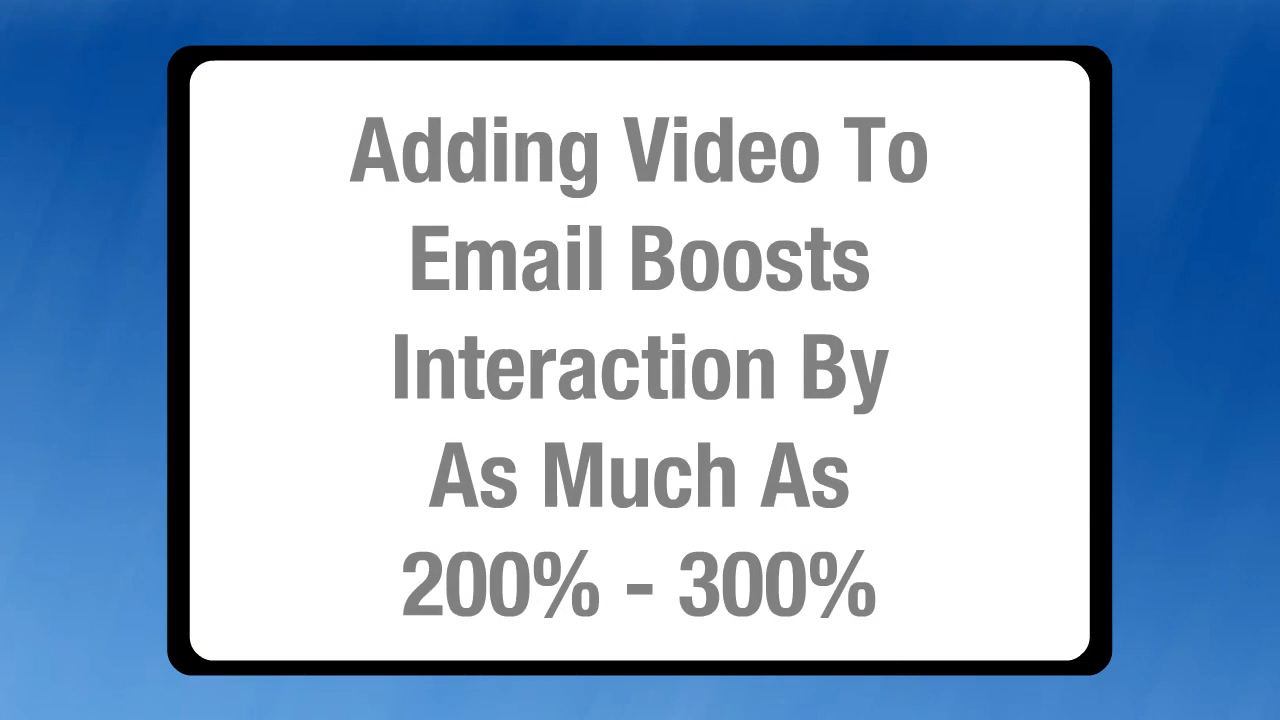 Adding Video To
Email Boosts
Interaction By
As Much As
200% - 300%